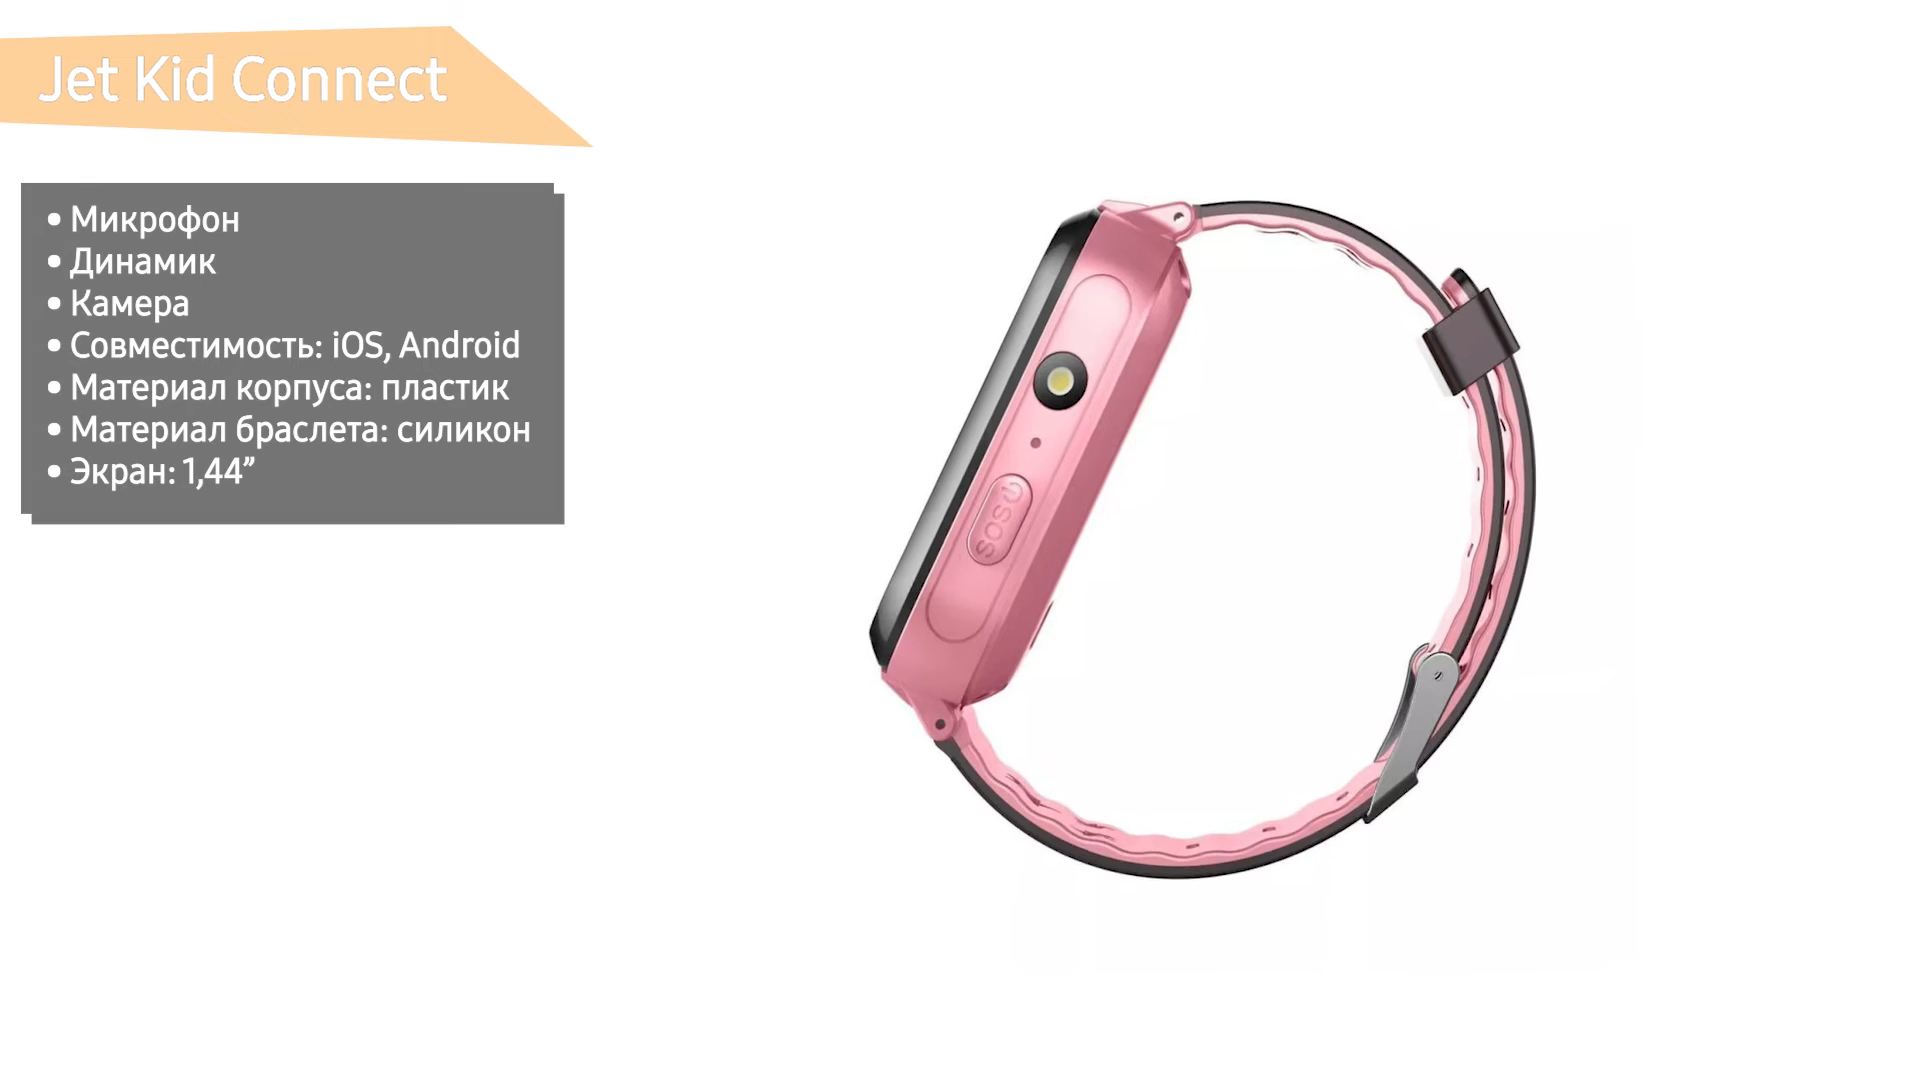 Jet Kid Connect
• Микрофон
• Динамик
• Камера
• Совместимость: iOS, Android
• Материал корпуса: пластик
• Материал браслета: силикон
• Экран: 1,44”
SOS